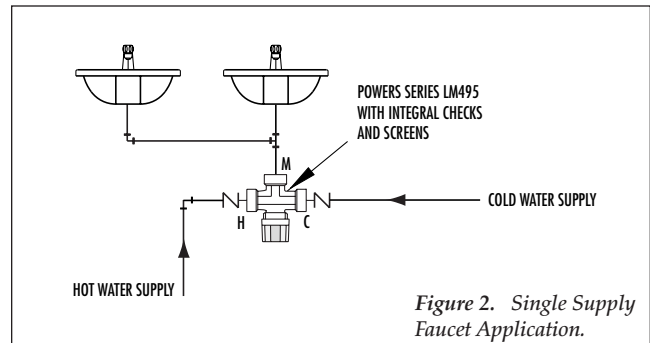 POWERS SERIES LM495
WITH INTEGRAL CHECKS
AND SCREENS
M
H
C
COLD WATER SUPPLY
HOT WATER SUPPLY
Figure 2. Single Supply
Faucet Application.